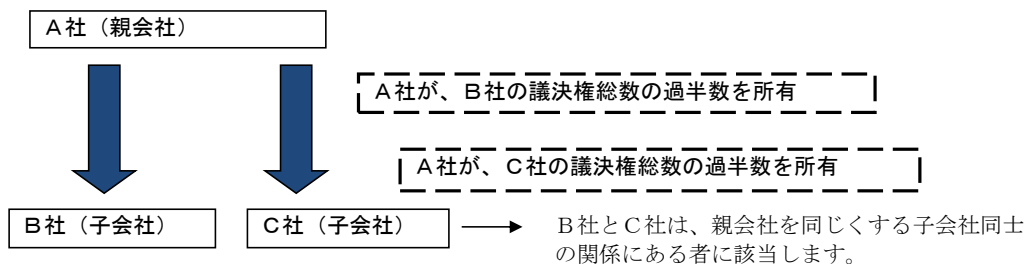 A社（親会社）
A社が、B社の議決権総数の過半数を所有
A社が、C社の議決権総数の過半数を所有
B社（子会社）
C社（子会社）
B社とC社は、親会社を同じくする子会社同士
の関係にある者に該当します。